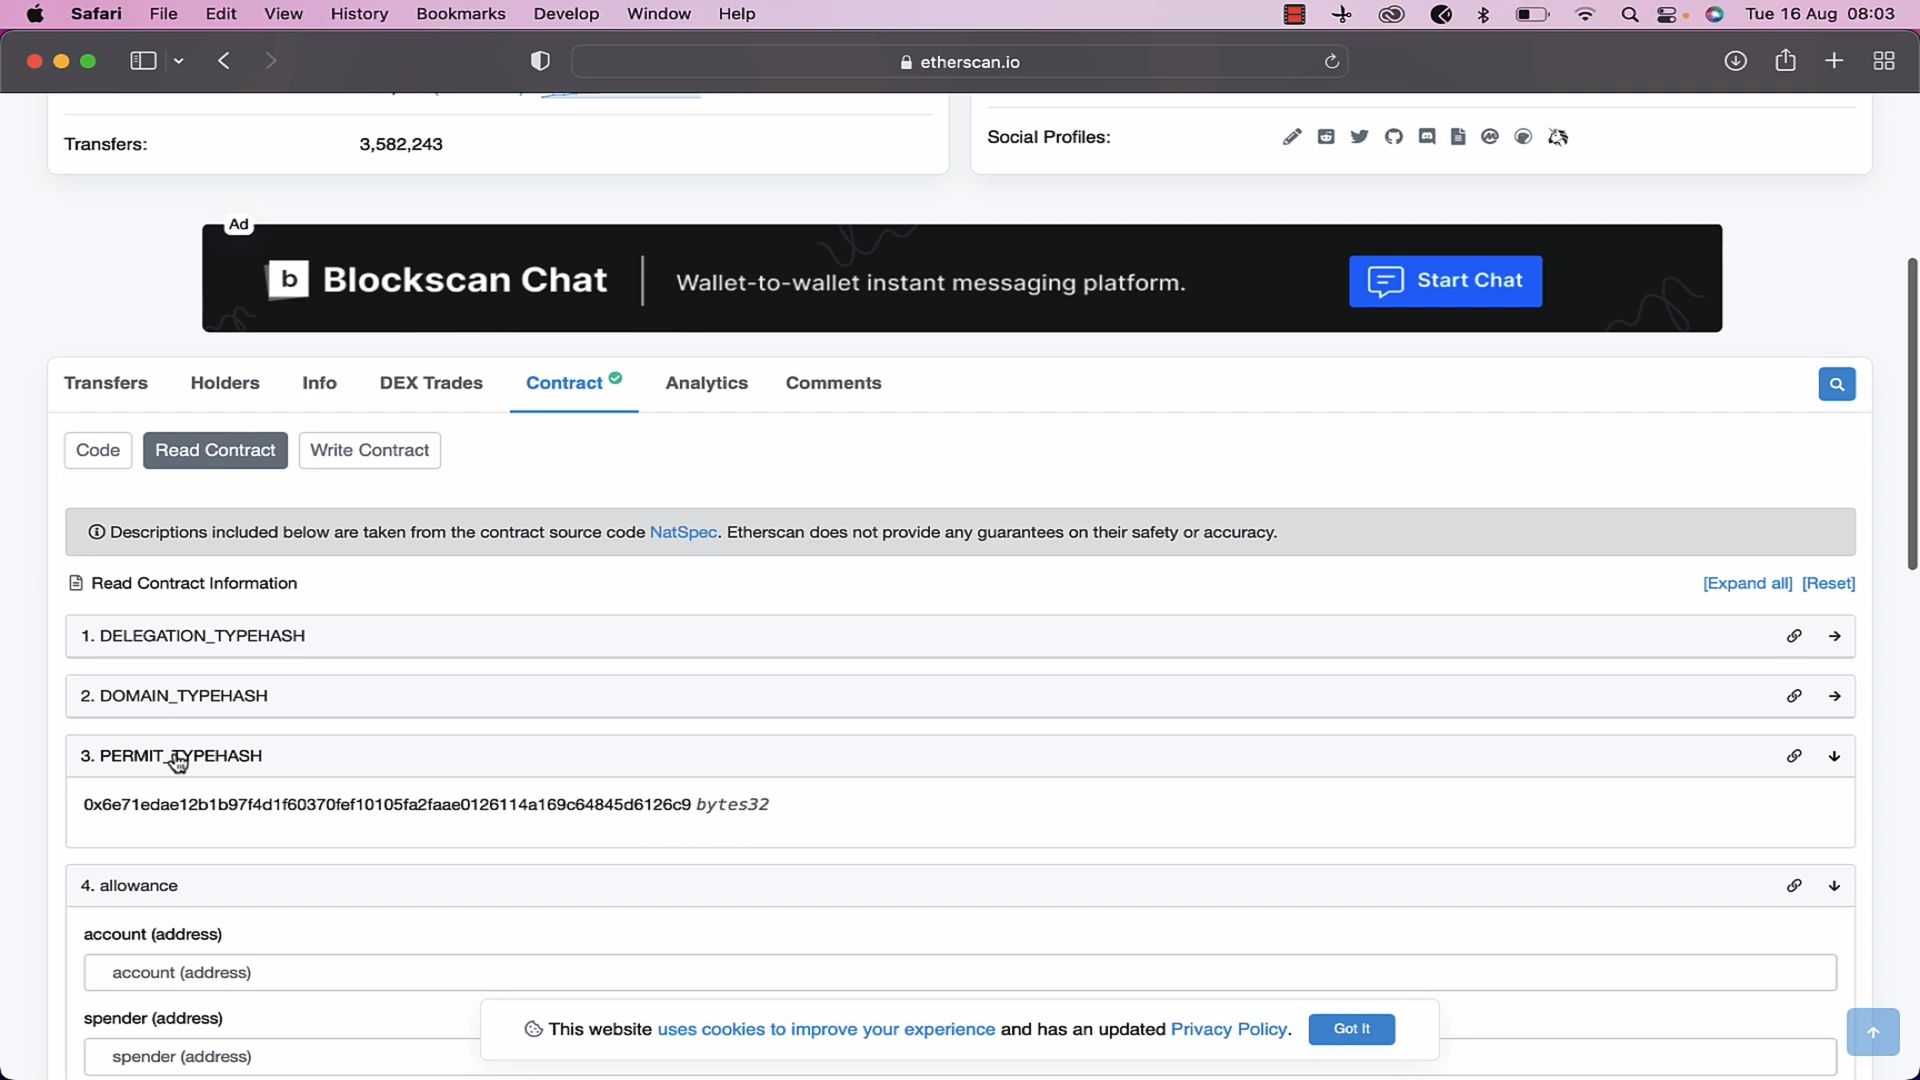 Safari File Edit View History Bookmarks Develop Window Help Tue 16 Aug 08:03
etherscan.io
Transfers: 3,582,243
Social Profiles:
Ad
b Blockscan Chat Wallet-to-wallet instant messaging platform. Start Chat
Transfers Holders Info DEX Trades Contract Analytics Comments
Code Read Contract Write Contract
Descriptions included below are taken from the contract source code NatSpec. Etherscan does not provide any guarantees on their safety or accuracy.
Read Contract Information [Expand all] [Reset]
1. DELEGATION_TYPEHASH
2. DOMAIN_TYPEHASH
3. PERMIT_TYPEHASH
0x6e71edae12b1b97f4d1f60370fef10105fa2faae0126114a169c64845d6126c9 bytes32
4. allowance
account (address)
account (address)
spender (address)
spender (address)
This website uses cookies to improve your experience and has an updated Privacy Policy. Got It